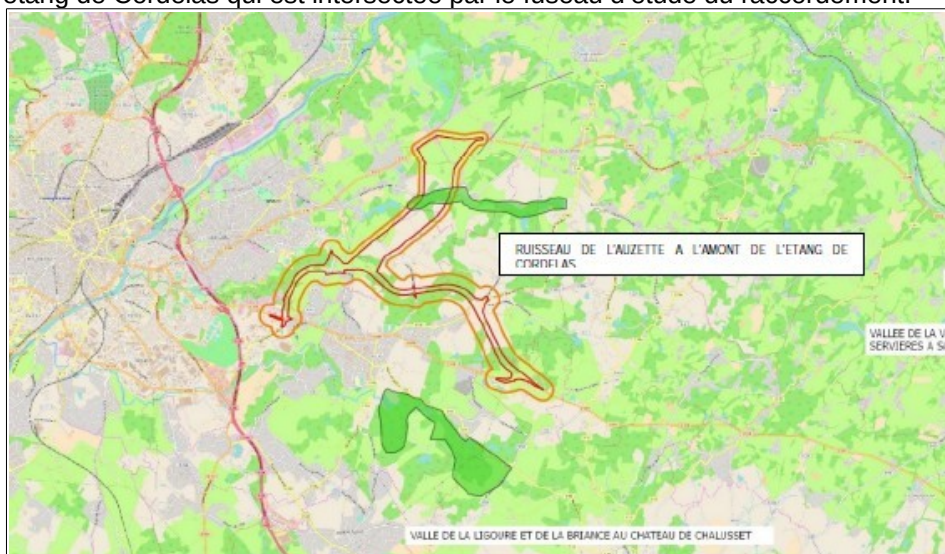 étang de Cordelas qui est intersectée par le fuseau d'étude du raccordement.
RUISSEAU DE L'AUZETTE A L'AMONT DE L'ETANG DE
CORDELAS
VALLEE DE LA V
SERVIERES A SA
VALLE DE LA LIGOURE ET DE LA BRIANCE AU CHATEAU DE CHALUSSET